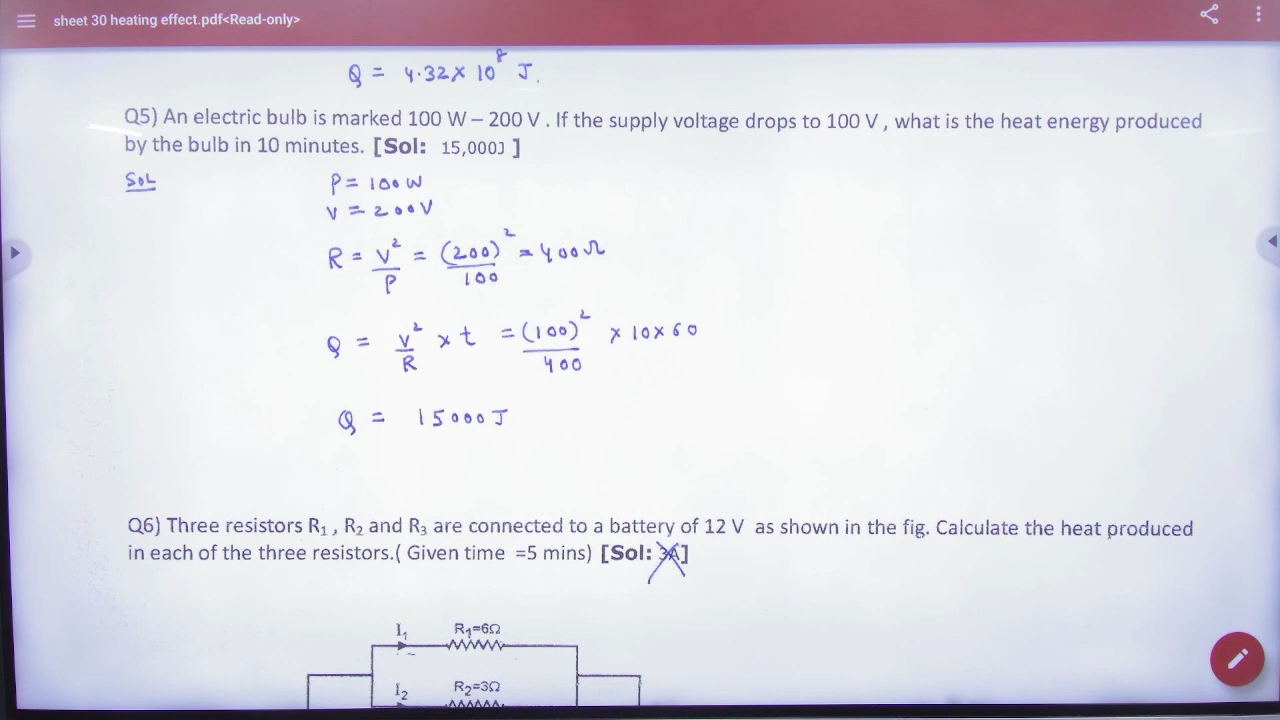 sheet 30 heating effect.pdf<Read-only>
Q = 4.32 × 10⁸ J.
Q5) An electric bulb is marked 100 W – 200 V . If the supply voltage drops to 100 V , what is the heat energy produced
by the bulb in 10 minutes. [Sol: 15,000J ]
SOL
P = 100 W
V = 200 V
R = V²/P = (200)²/100 = 400 Ω
Q = V²/R × t = (100)²/400 × 10 × 60
Q = 15000 J
Q6) Three resistors R₁ , R₂ and R₃ are connected to a battery of 12 V as shown in the fig. Calculate the heat produced
in each of the three resistors.( Given time =5 mins) [Sol: 3A]
I₁ R₁=6Ω
I₂ R₂=3Ω